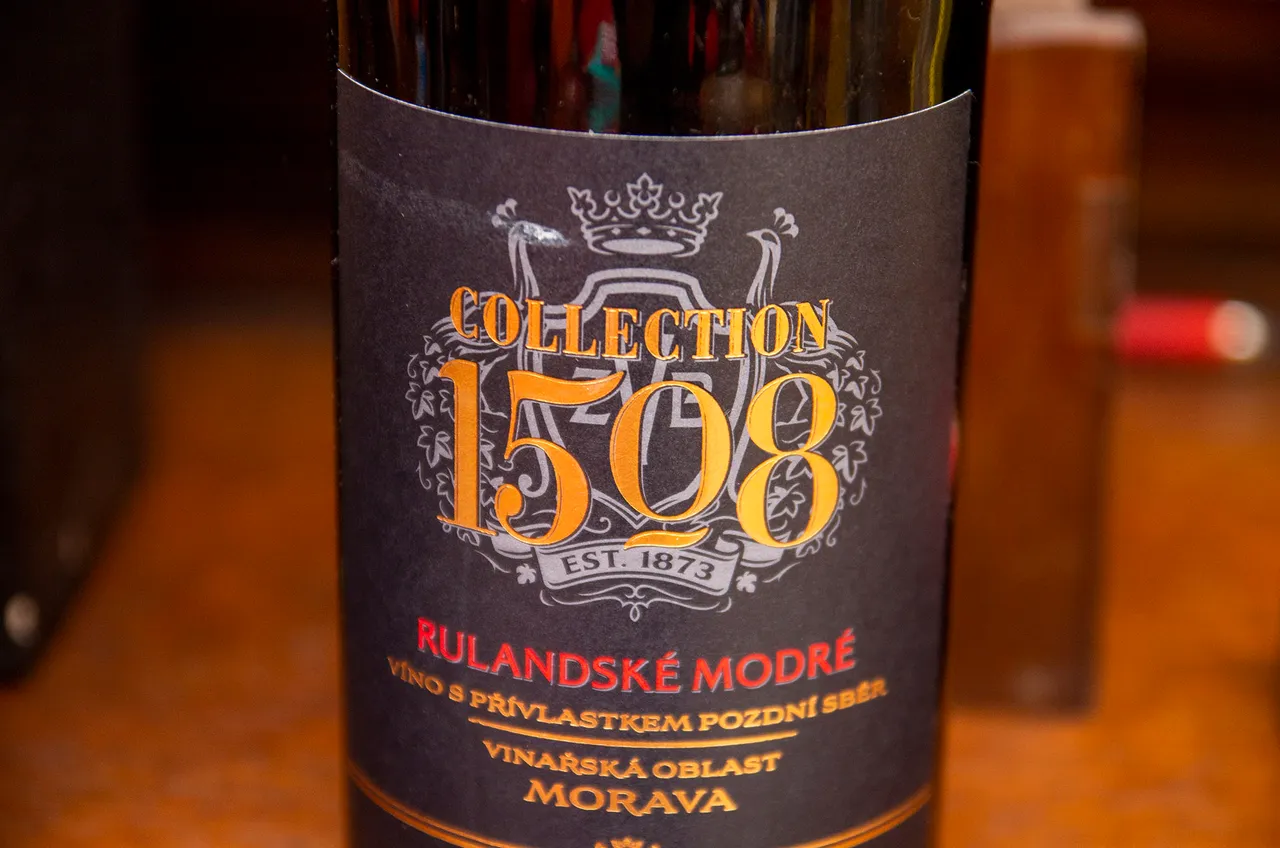 COLLECTION
1508
EST. 1873
RULANDSKÉ MODRÉ
VÍNO S PŘÍVLASTKEM POZDNÍ SBĚR
VINAŘSKÁ OBLAST
MORAVA